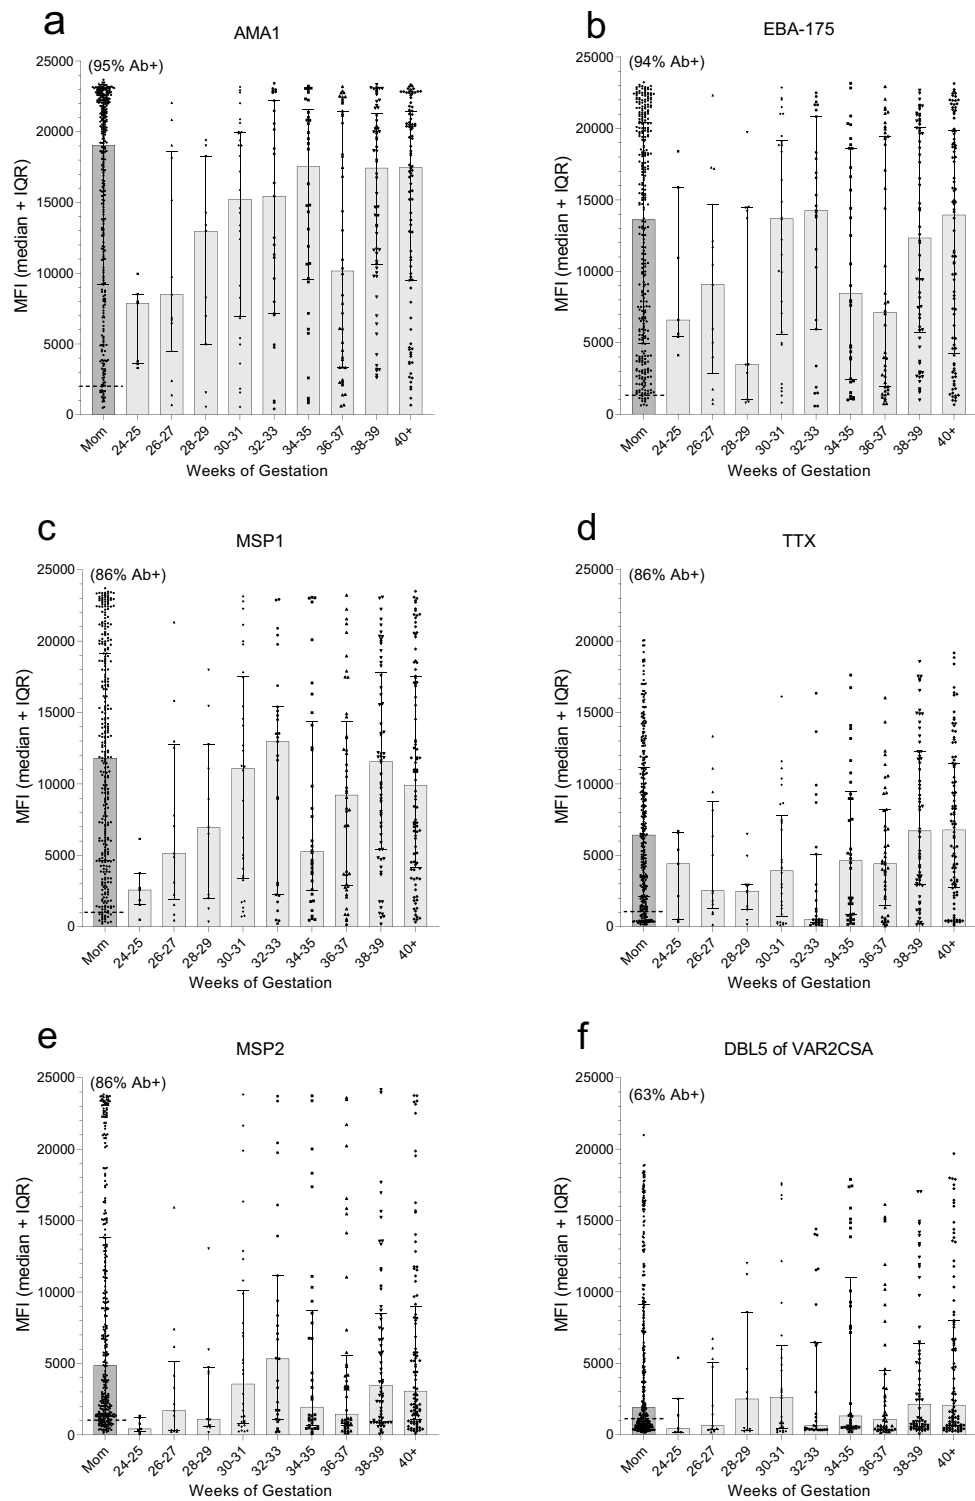 a
AMA1
(95% Ab+)
25000
20000
15000
10000
5000
0
MFI (median + IQR)
Mom
24-25
26-27
28-29
30-31
32-33
34-35
36-37
38-39
40+
Weeks of Gestation
b
EBA-175
(94% Ab+)
25000
20000
15000
10000
5000
0
MFI (median + IQR)
Mom
24-25
26-27
28-29
30-31
32-33
34-35
36-37
38-39
40+
Weeks of Gestation
c
MSP1
(86% Ab+)
25000
20000
15000
10000
5000
0
MFI (median + IQR)
Mom
24-25
26-27
28-29
30-31
32-33
34-35
36-37
38-39
40+
Weeks of Gestation
d
TTX
(86% Ab+)
25000
20000
15000
10000
5000
0
MFI (median + IQR)
Mom
24-25
26-27
28-29
30-31
32-33
34-35
36-37
38-39
40+
Weeks of Gestation
e
MSP2
(86% Ab+)
25000
20000
15000
10000
5000
0
MFI (median + IQR)
Mom
24-25
26-27
28-29
30-31
32-33
34-35
36-37
38-39
40+
Weeks of Gestation
f
DBL5 of VAR2CSA
(63% Ab+)
25000
20000
15000
10000
5000
0
MFI (median + IQR)
Mom
24-25
26-27
28-29
30-31
32-33
34-35
36-37
38-39
40+
Weeks of Gestation